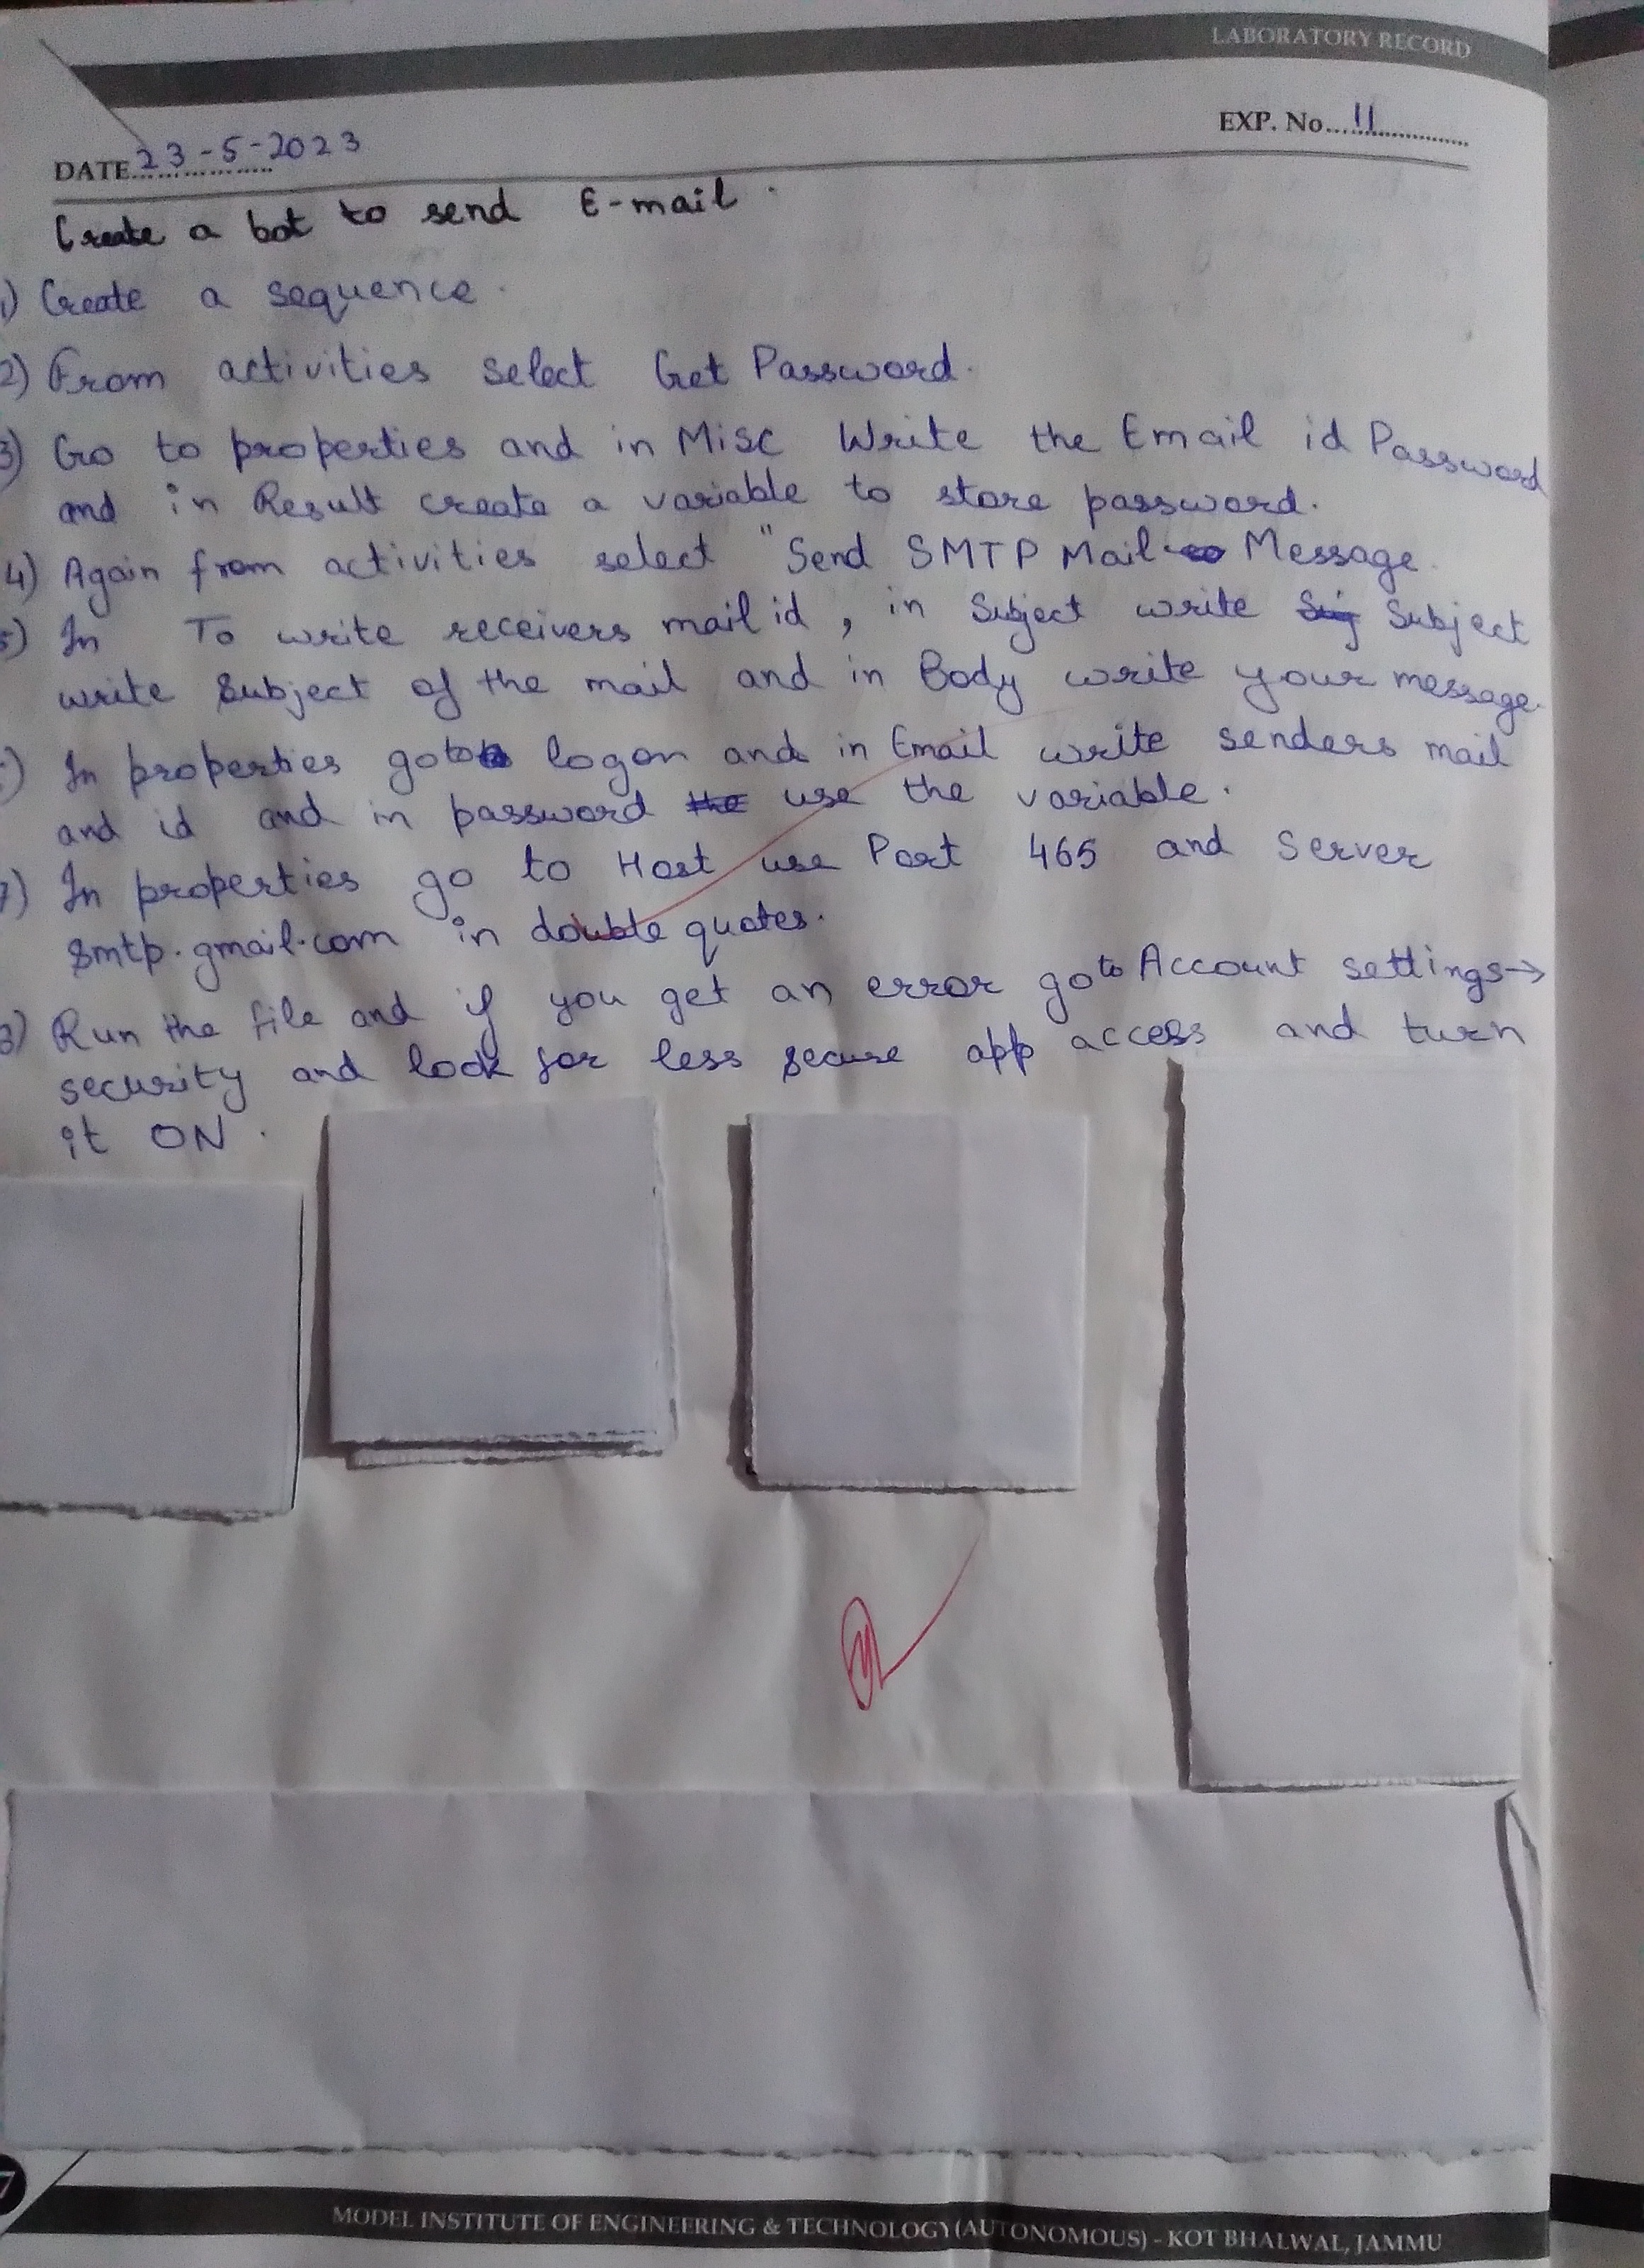 LABORATORY RECORD
EXP. No. 11
DATE 23-5-2023
Create a bot to send E-mail.
1) Create a sequence.
2) From activities select Get Password.
3) Go to properties and in Misc Write the Email id Password
and in Result create a variable to store password.
4) Again from activities select "Send SMTP Mail Message.
5) In To write receivers mail id, in Subject write Subject
write Subject of the mail and in Body write your message.
) In properties goto logon and in Email write senders mail
and id and in password use the variable.
7) In properties go to Host use Port 465 and Server
smtp.gmail.com in double quotes.
8) Run the file and if you get an error go to Account settings→
security and look for less secure app access and turn
it ON.
7
MODEL INSTITUTE OF ENGINEERING & TECHNOLOGY (AUTONOMOUS) - KOT BHALWAL, JAMMU